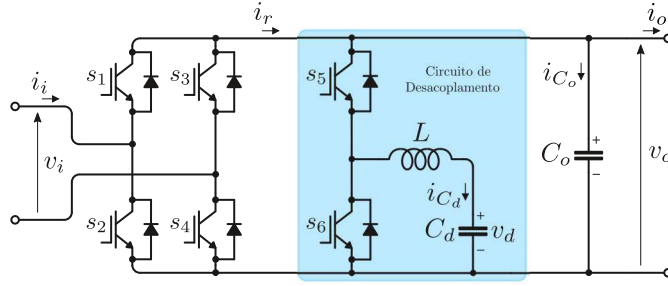 i_r
i_o
s_1
s_3
s_5
Circuito de
Desacoplamento
i_{C_o}
i_i
v_i
L
C_o
+
−
v_o
i_{C_d}
s_2
s_4
s_6
C_d
+
−
v_d